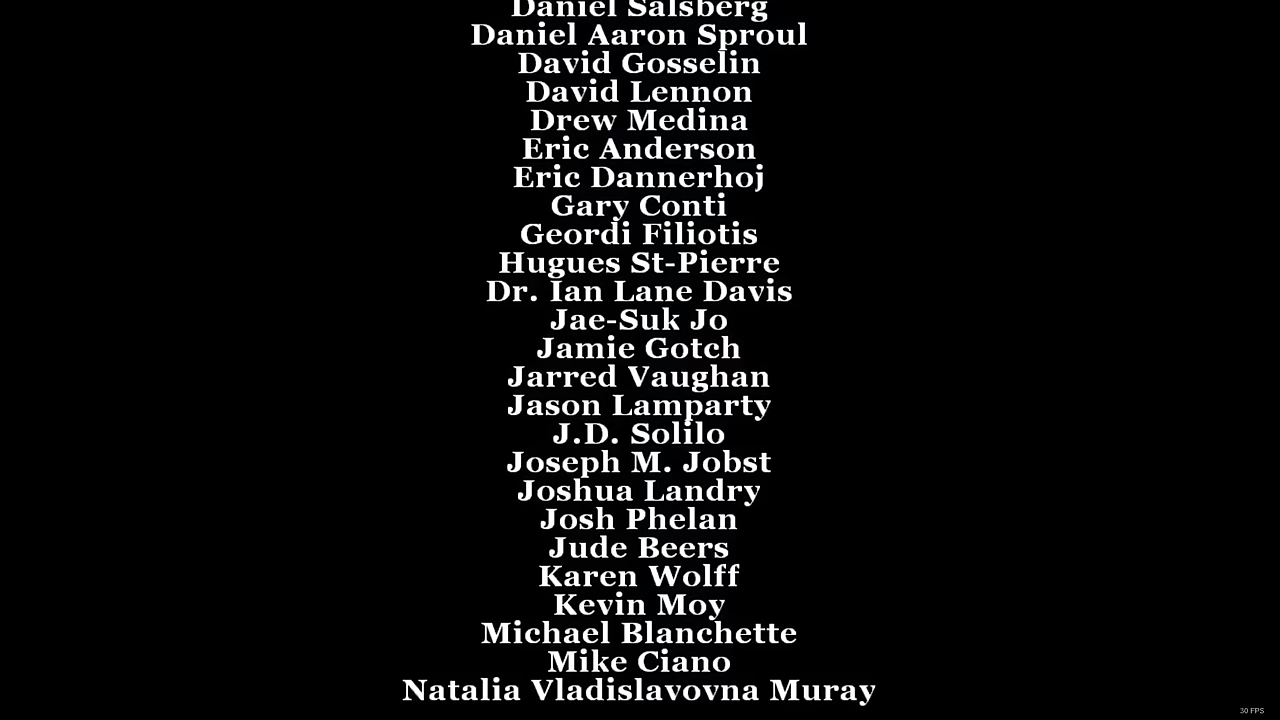 Daniel Salsberg
Daniel Aaron Sproul
David Gosselin
David Lennon
Drew Medina
Eric Anderson
Eric Dannerhoj
Gary Conti
Geordi Filiotis
Hugues St-Pierre
Dr. Ian Lane Davis
Jae-Suk Jo
Jamie Gotch
Jarred Vaughan
Jason Lamparty
J.D. Solilo
Joseph M. Jobst
Joshua Landry
Josh Phelan
Jude Beers
Karen Wolff
Kevin Moy
Michael Blanchette
Mike Ciano
Natalia Vladislavovna Muray
30 FPS